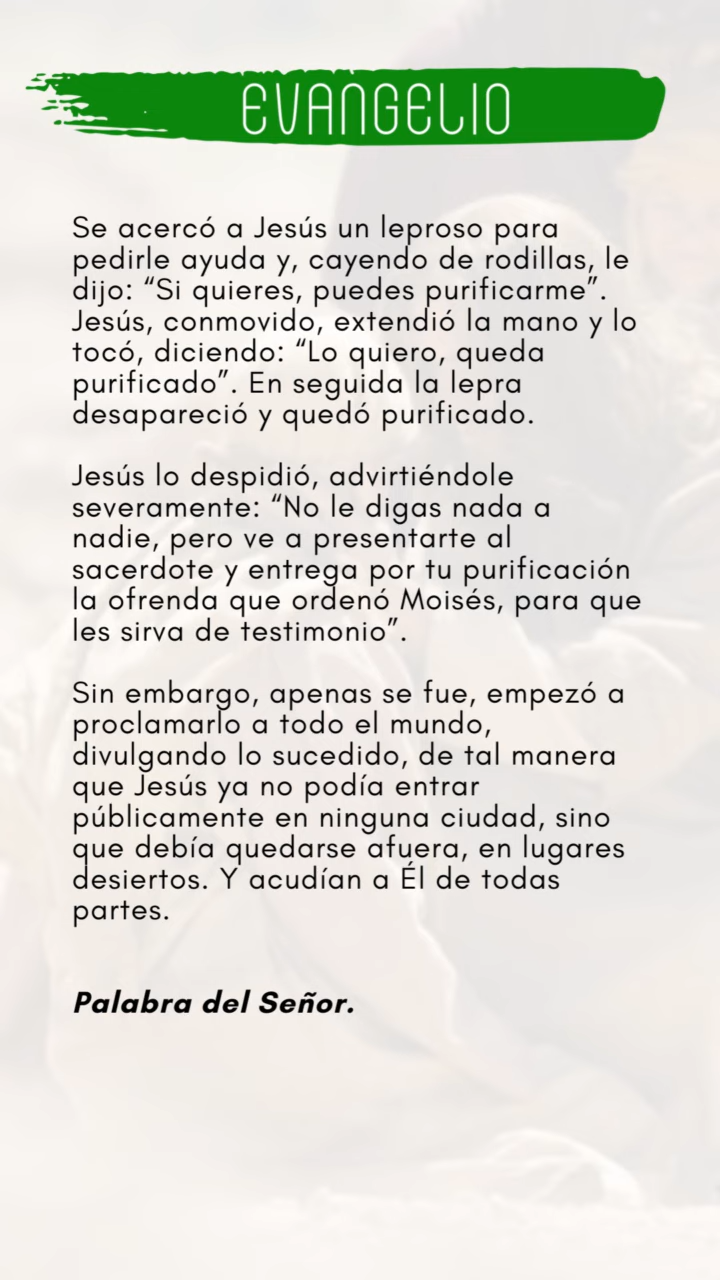 EVANGELIO
Se acercó a Jesús un leproso para
pedirle ayuda y, cayendo de rodillas, le
dijo: “Si quieres, puedes purificarme”.
Jesús, conmovido, extendió la mano y lo
tocó, diciendo: “Lo quiero, queda
purificado”. En seguida la lepra
desapareció y quedó purificado.
Jesús lo despidió, advirtiéndole
severamente: “No le digas nada a
nadie, pero ve a presentarte al
sacerdote y entrega por tu purificación
la ofrenda que ordenó Moisés, para que
les sirva de testimonio”.
Sin embargo, apenas se fue, empezó a
proclamarlo a todo el mundo,
divulgando lo sucedido, de tal manera
que Jesús ya no podía entrar
públicamente en ninguna ciudad, sino
que debía quedarse afuera, en lugares
desiertos. Y acudían a Él de todas
partes.
Palabra del Señor.